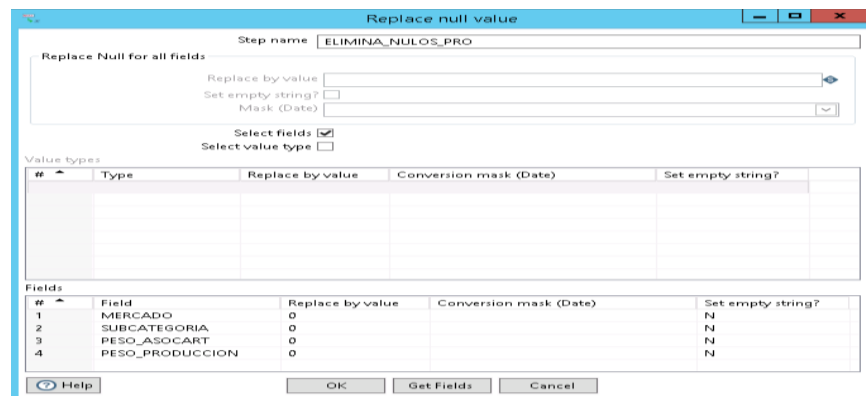 Replace null value
Step name ELIMINA_NULOS_PRO
Replace Null for all fields
Replace by value
Set empty string?
Mask (Date)
Select fields
Select value type
Value types
# Type Replace by value Conversion mask (Date) Set empty string?
Fields
# Field Replace by value Conversion mask (Date) Set empty string?
1 MERCADO 0 N
2 SUBCATEGORIA 0 N
3 PESO_ASOCART 0 N
4 PESO_PRODUCCION 0 N
Help OK Get Fields Cancel